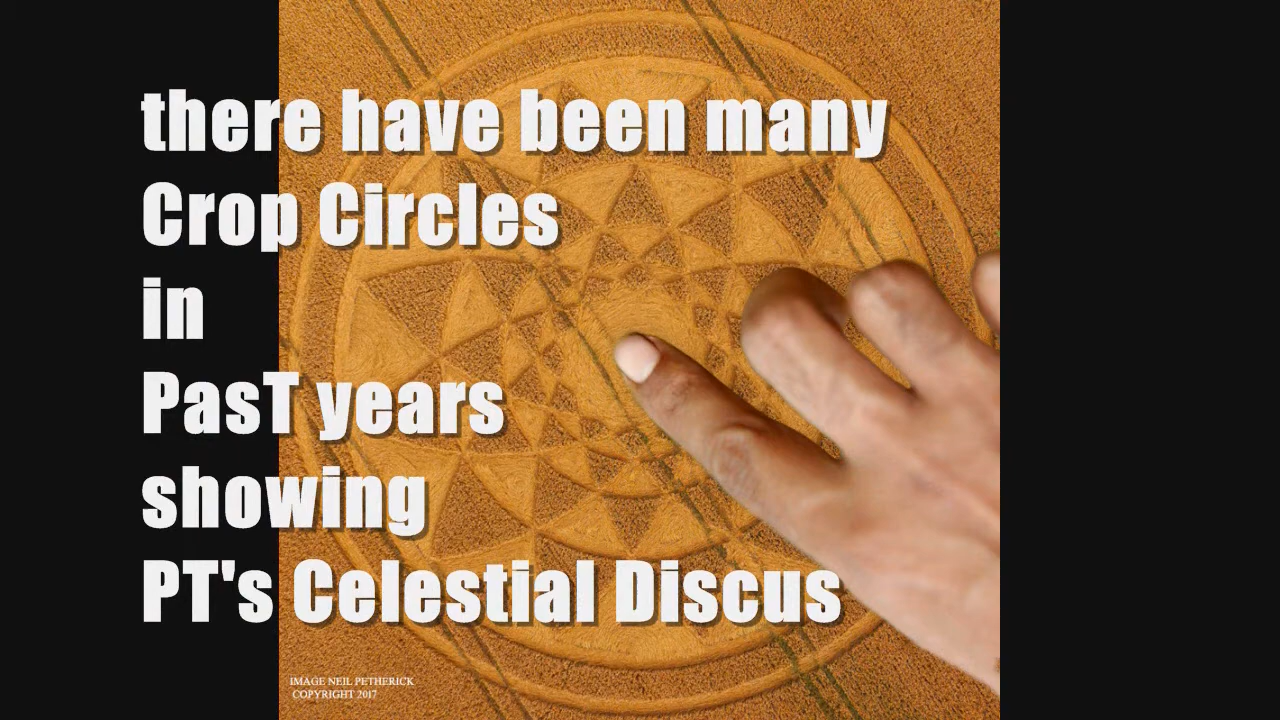 there have been many
Crop Circles
in
PasT years
showing
PT's Celestial Discus
IMAGE NEIL PETHERICK
COPYRIGHT 2017